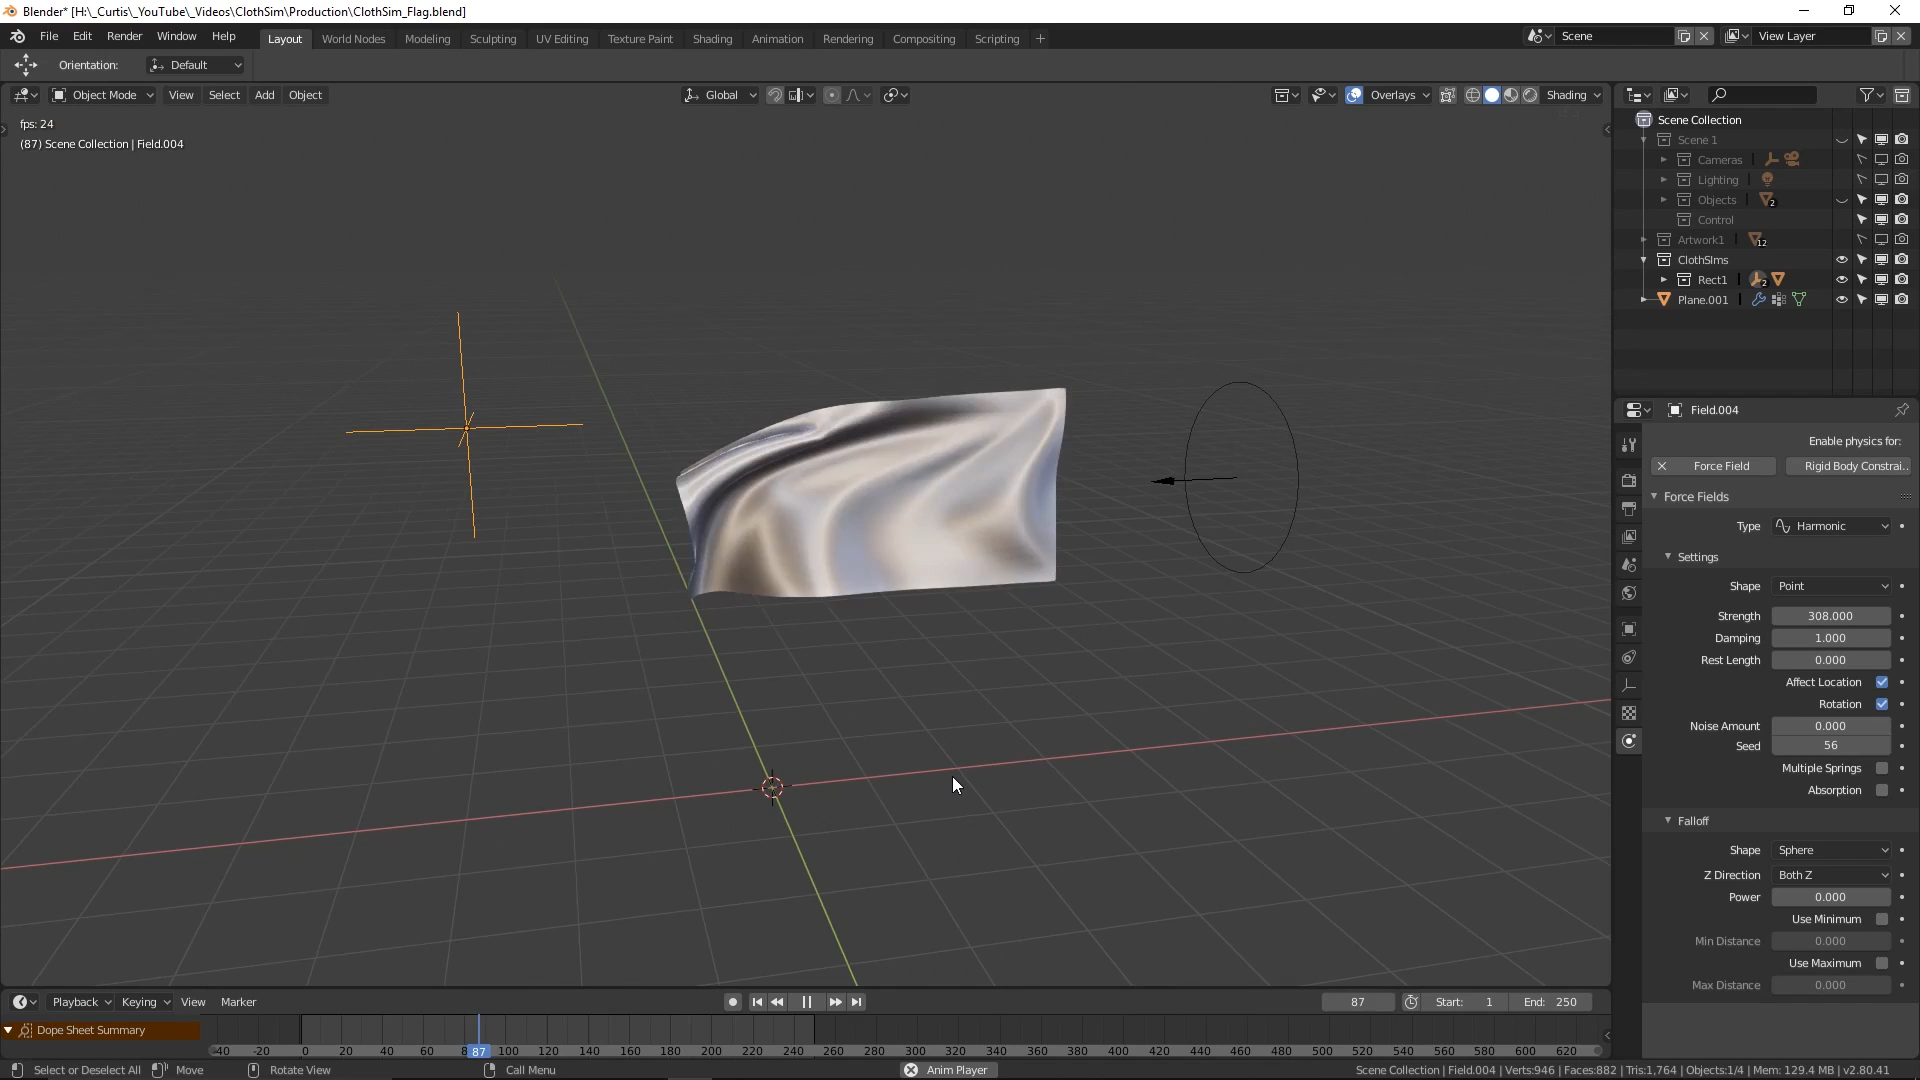 Blender* [H:\_Curtis\_YouTube\_Videos\ClothSim\Production\ClothSim_Flag.blend]
File Edit Render Window Help Layout World Nodes Modeling Sculpting UV Editing Texture Paint Shading Animation Rendering Compositing Scripting + Scene View Layer
Orientation: Default
Object Mode View Select Add Object Global Overlays Shading
fps: 24
(87) Scene Collection | Field.004
Scene Collection
Scene 1
Cameras
Lighting
Objects 2
Control
Artwork1 12
ClothSIms
Rect1 2
Plane.001
Field.004
Enable physics for:
Force Field Rigid Body Constrai..
Force Fields
Type Harmonic
Settings
Shape Point
Strength 308.000
Damping 1.000
Rest Length 0.000
Affect Location
Rotation
Noise Amount 0.000
Seed 56
Multiple Springs
Absorption
Falloff
Shape Sphere
Z Direction Both Z
Power 0.000
Use Minimum
Min Distance 0.000
Use Maximum
Max Distance 0.000
Playback Keying View Marker 87 Start: 1 End: 250
Dope Sheet Summary
-40 -20 0 20 40 60 8 87 100 120 140 160 180 200 220 240 260 280 300 320 340 360 380 400 420 440 460 480 500 520 540 560 580 600 620
Select or Deselect All Move Rotate View Call Menu Anim Player Scene Collection | Field.004 | Verts:946 | Faces:882 | Tris:1,764 | Objects:1/4 | Mem: 129.4 MB | v2.80.41